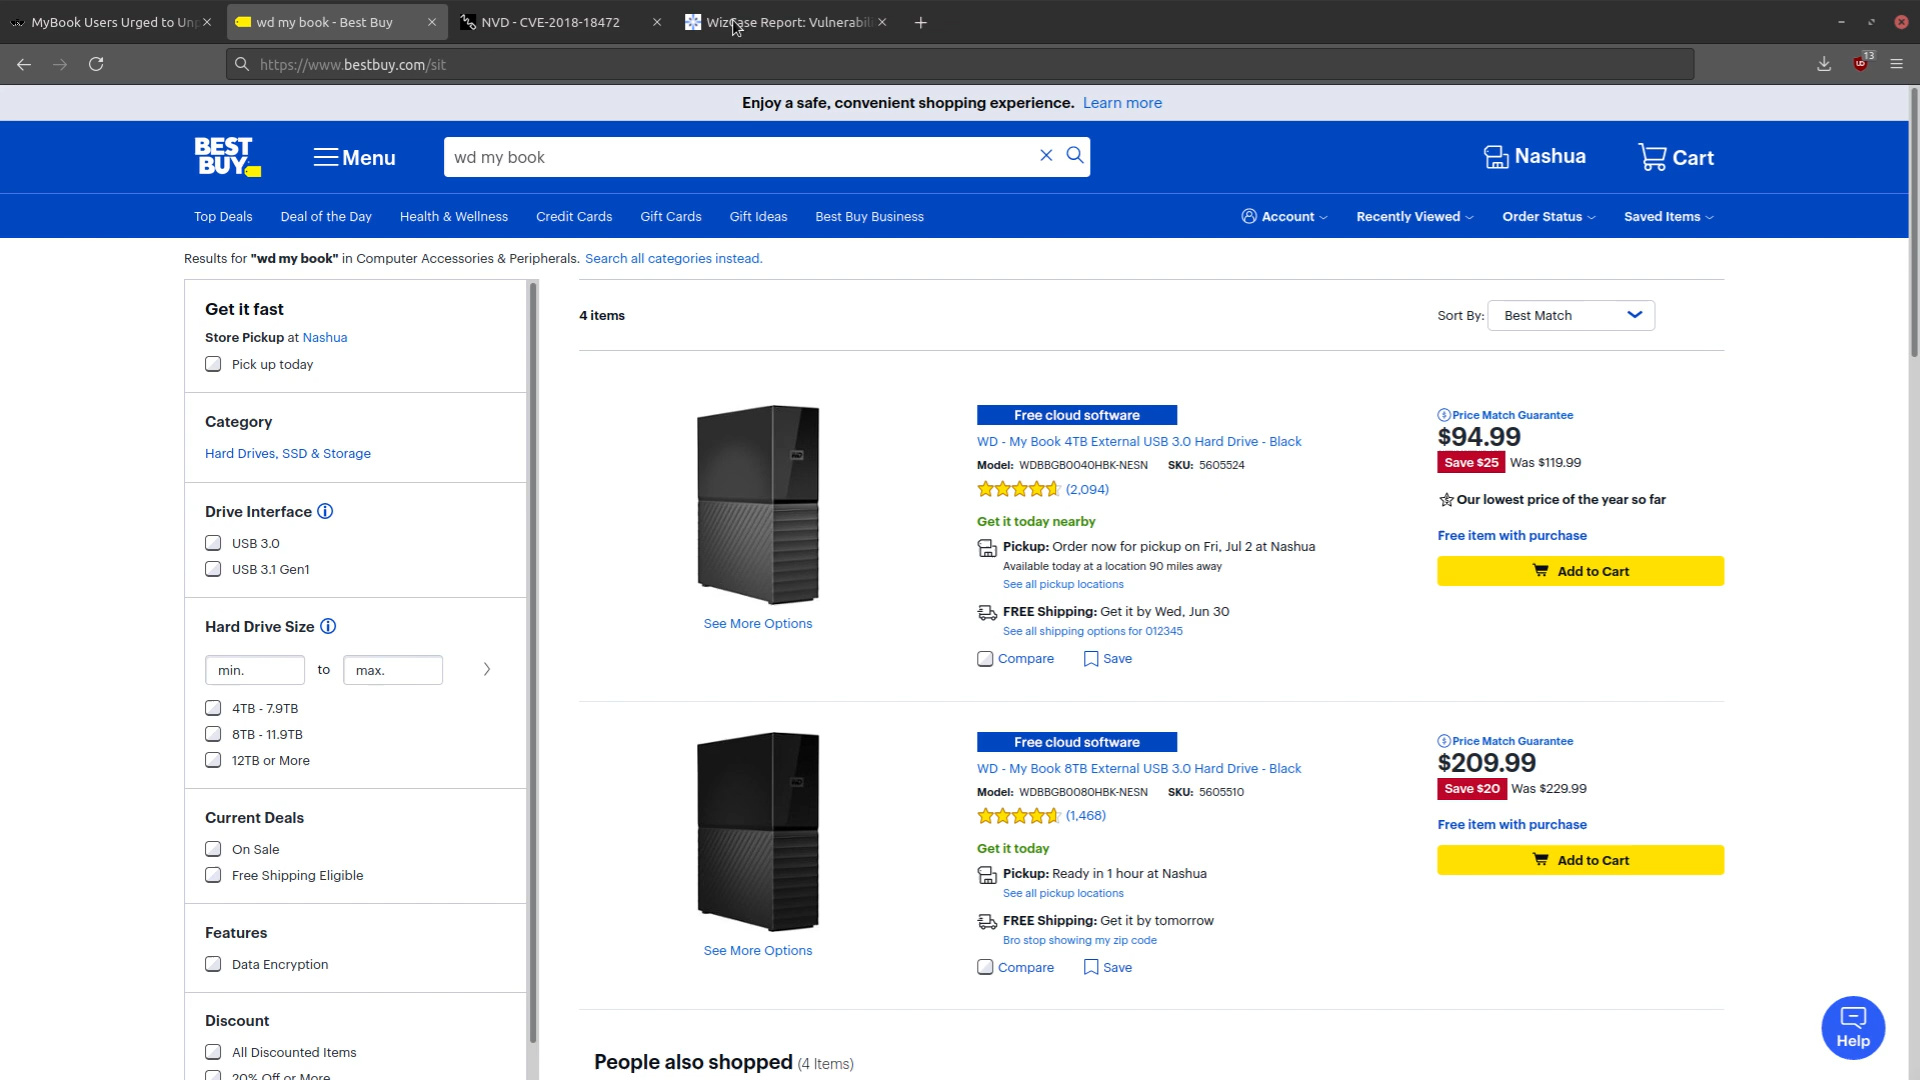 MyBook Users Urged to Unp
wd my book - Best Buy
NVD - CVE-2018-18472
WizCase Report: Vulnerabili
https://www.bestbuy.com/sit
13
Enjoy a safe, convenient shopping experience. Learn more
BEST BUY
Menu
wd my book
Nashua
Cart
Top Deals
Deal of the Day
Health & Wellness
Credit Cards
Gift Cards
Gift Ideas
Best Buy Business
Account
Recently Viewed
Order Status
Saved Items
Results for "wd my book" in Computer Accessories & Peripherals. Search all categories instead.
Get it fast
Store Pickup at Nashua
Pick up today
Category
Hard Drives, SSD & Storage
Drive Interface
USB 3.0
USB 3.1 Gen1
Hard Drive Size
min. to max.
4TB - 7.9TB
8TB - 11.9TB
12TB or More
Current Deals
On Sale
Free Shipping Eligible
Features
Data Encryption
Discount
All Discounted Items
20% Off or More
4 items
Sort By: Best Match
See More Options
Free cloud software
WD - My Book 4TB External USB 3.0 Hard Drive - Black
Model: WDBBGB0040HBK-NESN SKU: 5605524
(2,094)
Get it today nearby
Pickup: Order now for pickup on Fri, Jul 2 at Nashua
Available today at a location 90 miles away
See all pickup locations
FREE Shipping: Get it by Wed, Jun 30
See all shipping options for 012345
Compare Save
Price Match Guarantee
$94.99
Save $25 Was $119.99
Our lowest price of the year so far
Free item with purchase
Add to Cart
See More Options
Free cloud software
WD - My Book 8TB External USB 3.0 Hard Drive - Black
Model: WDBBGB0080HBK-NESN SKU: 5605510
(1,468)
Get it today
Pickup: Ready in 1 hour at Nashua
See all pickup locations
FREE Shipping: Get it by tomorrow
Bro stop showing my zip code
Compare Save
Price Match Guarantee
$209.99
Save $20 Was $229.99
Free item with purchase
Add to Cart
People also shopped (4 Items)
Help